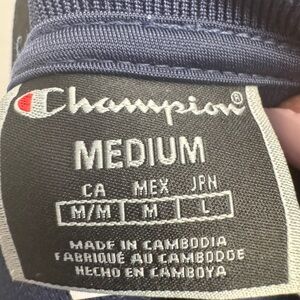 Champion®
MEDIUM
CA MEX JPN
M/M M L
MADE IN CAMBODIA
FABRIQUÉ AU CAMBODGE
HECHO EN CAMBOYA